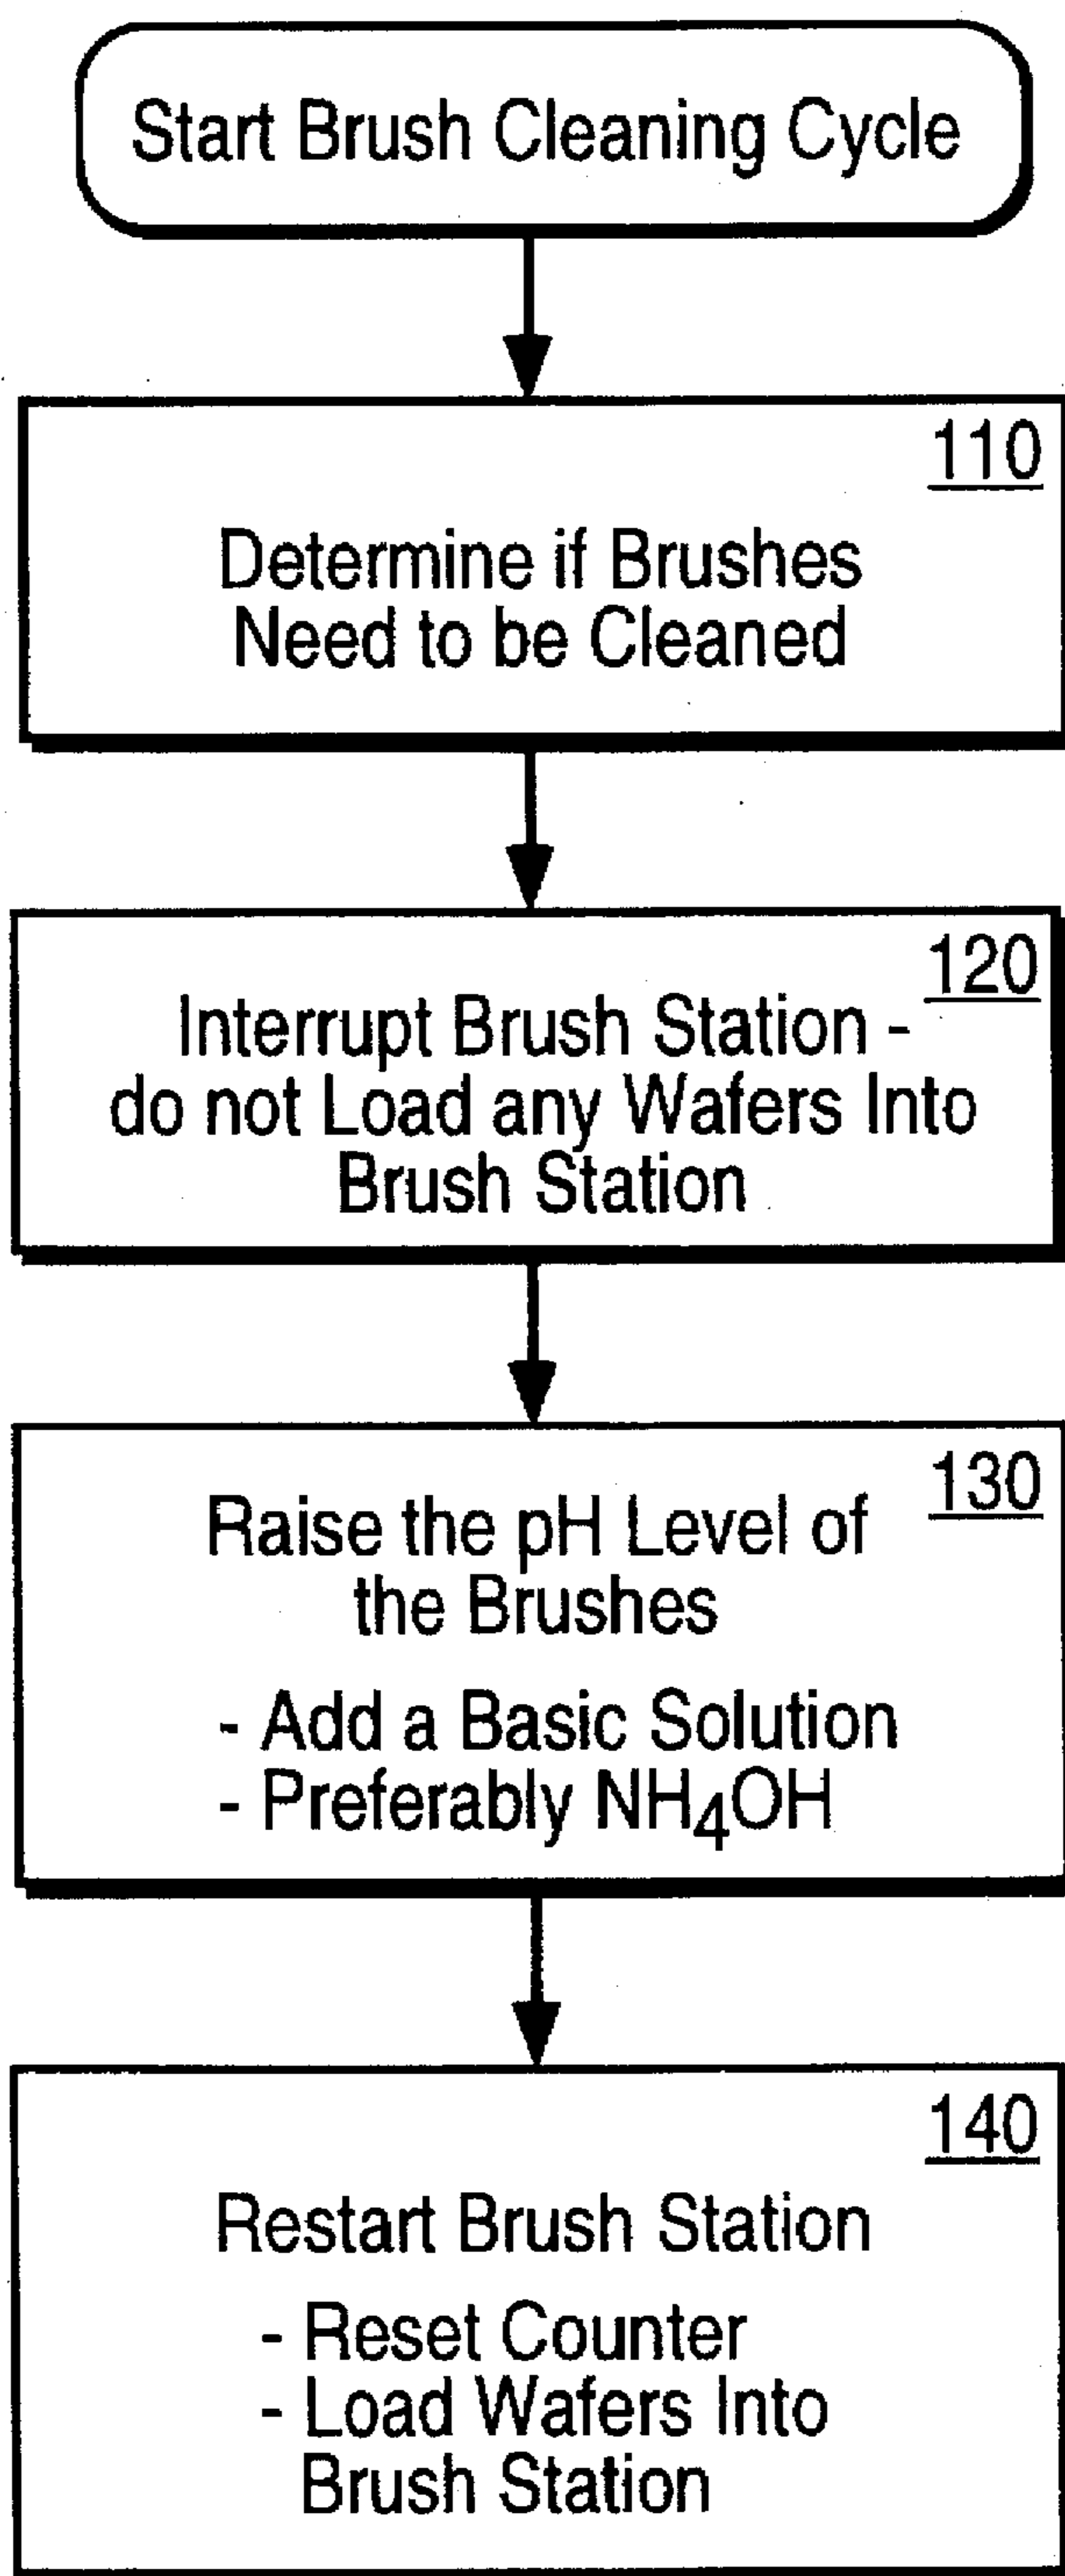 Start Brush Cleaning Cycle
110
Determine if Brushes
Need to be Cleaned
120
Interrupt Brush Station -
do not Load any Wafers Into
Brush Station
130
Raise the pH Level of
the Brushes
- Add a Basic Solution
- Preferably NH₄OH
140
Restart Brush Station
- Reset Counter
- Load Wafers Into
Brush Station